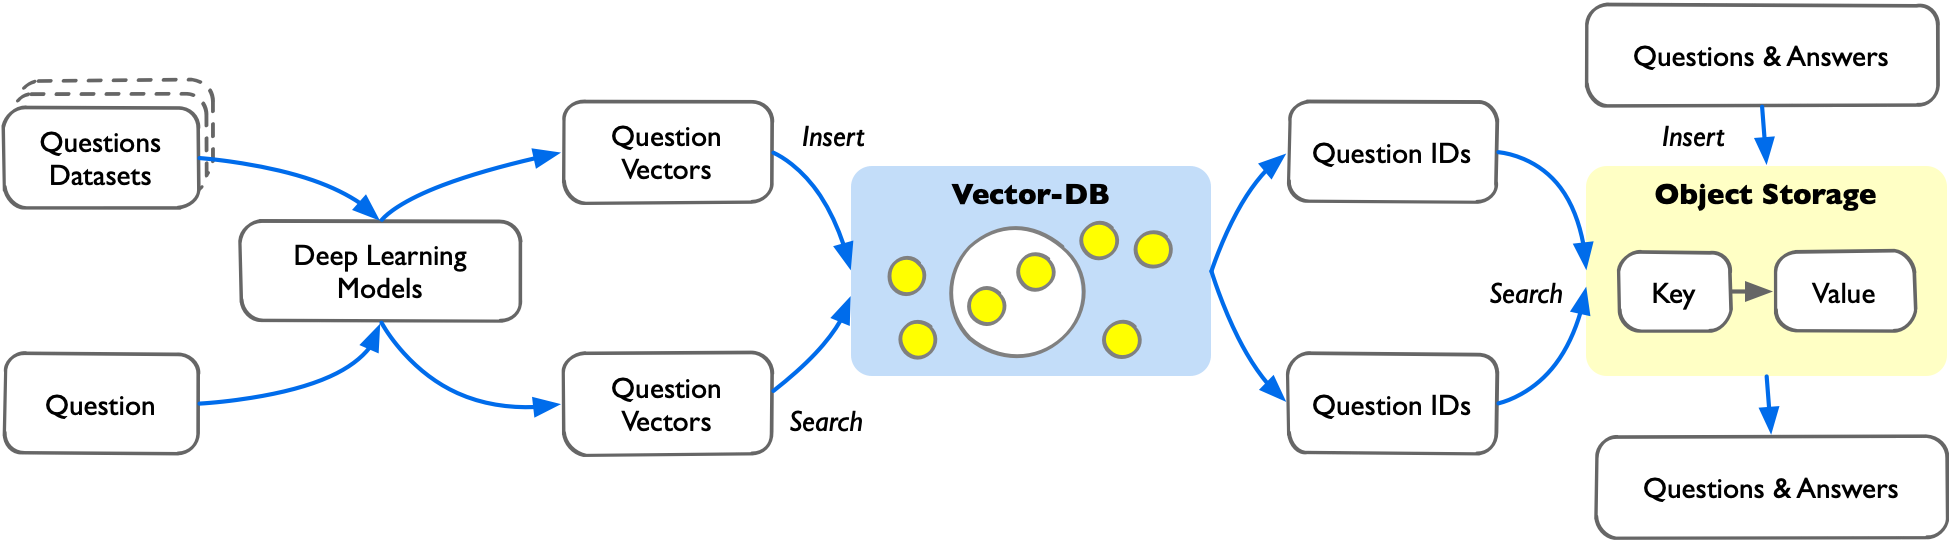 Questions
Datasets
Question
Deep Learning
Models
Question
Vectors
Question
Vectors
Insert
Search
Vector-DB
Question IDs
Question IDs
Search
Questions & Answers
Insert
Object Storage
Key
Value
Questions & Answers